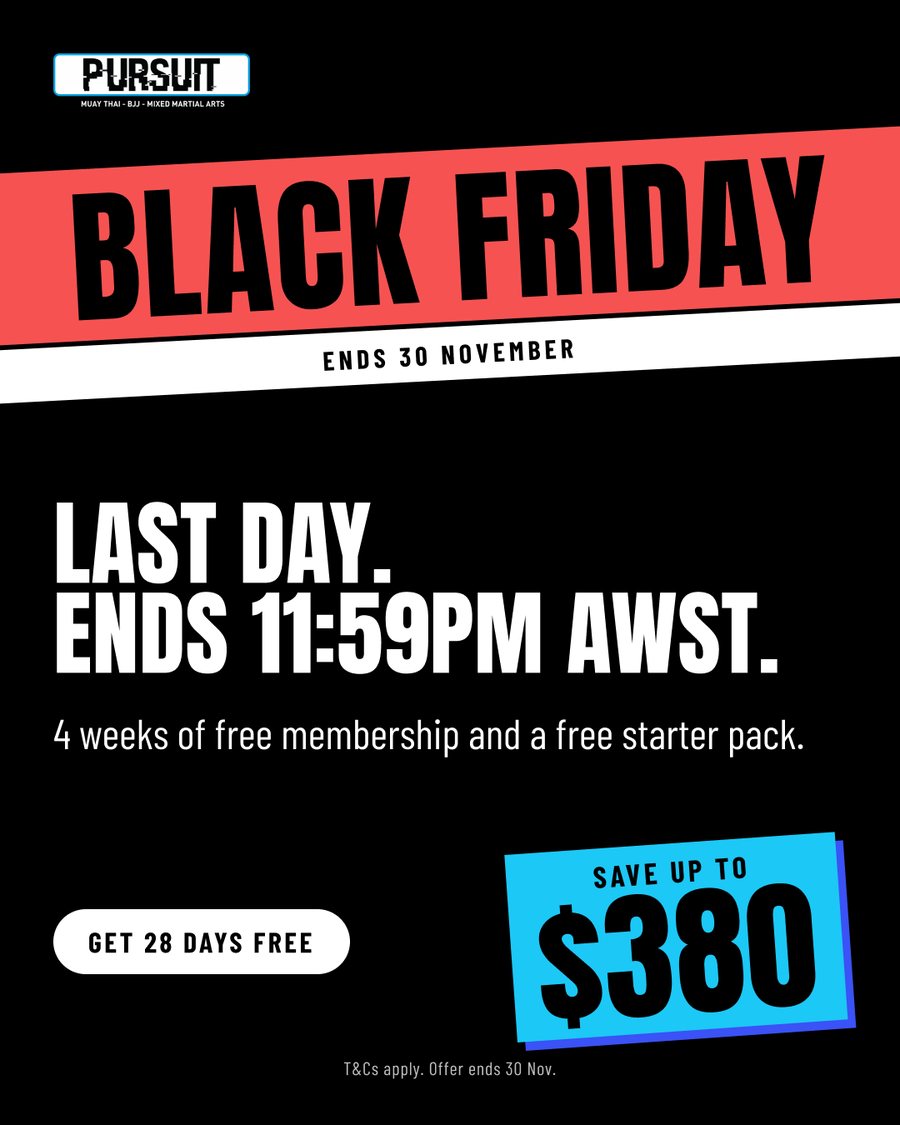 PURSUIT
MUAY THAI - BJJ - MIXED MARTIAL ARTS
BLACK FRIDAY
ENDS 30 NOVEMBER
LAST DAY.
ENDS 11:59PM AWST.
4 weeks of free membership and a free starter pack.
SAVE UP TO
$380
GET 28 DAYS FREE
T&Cs apply. Offer ends 30 Nov.